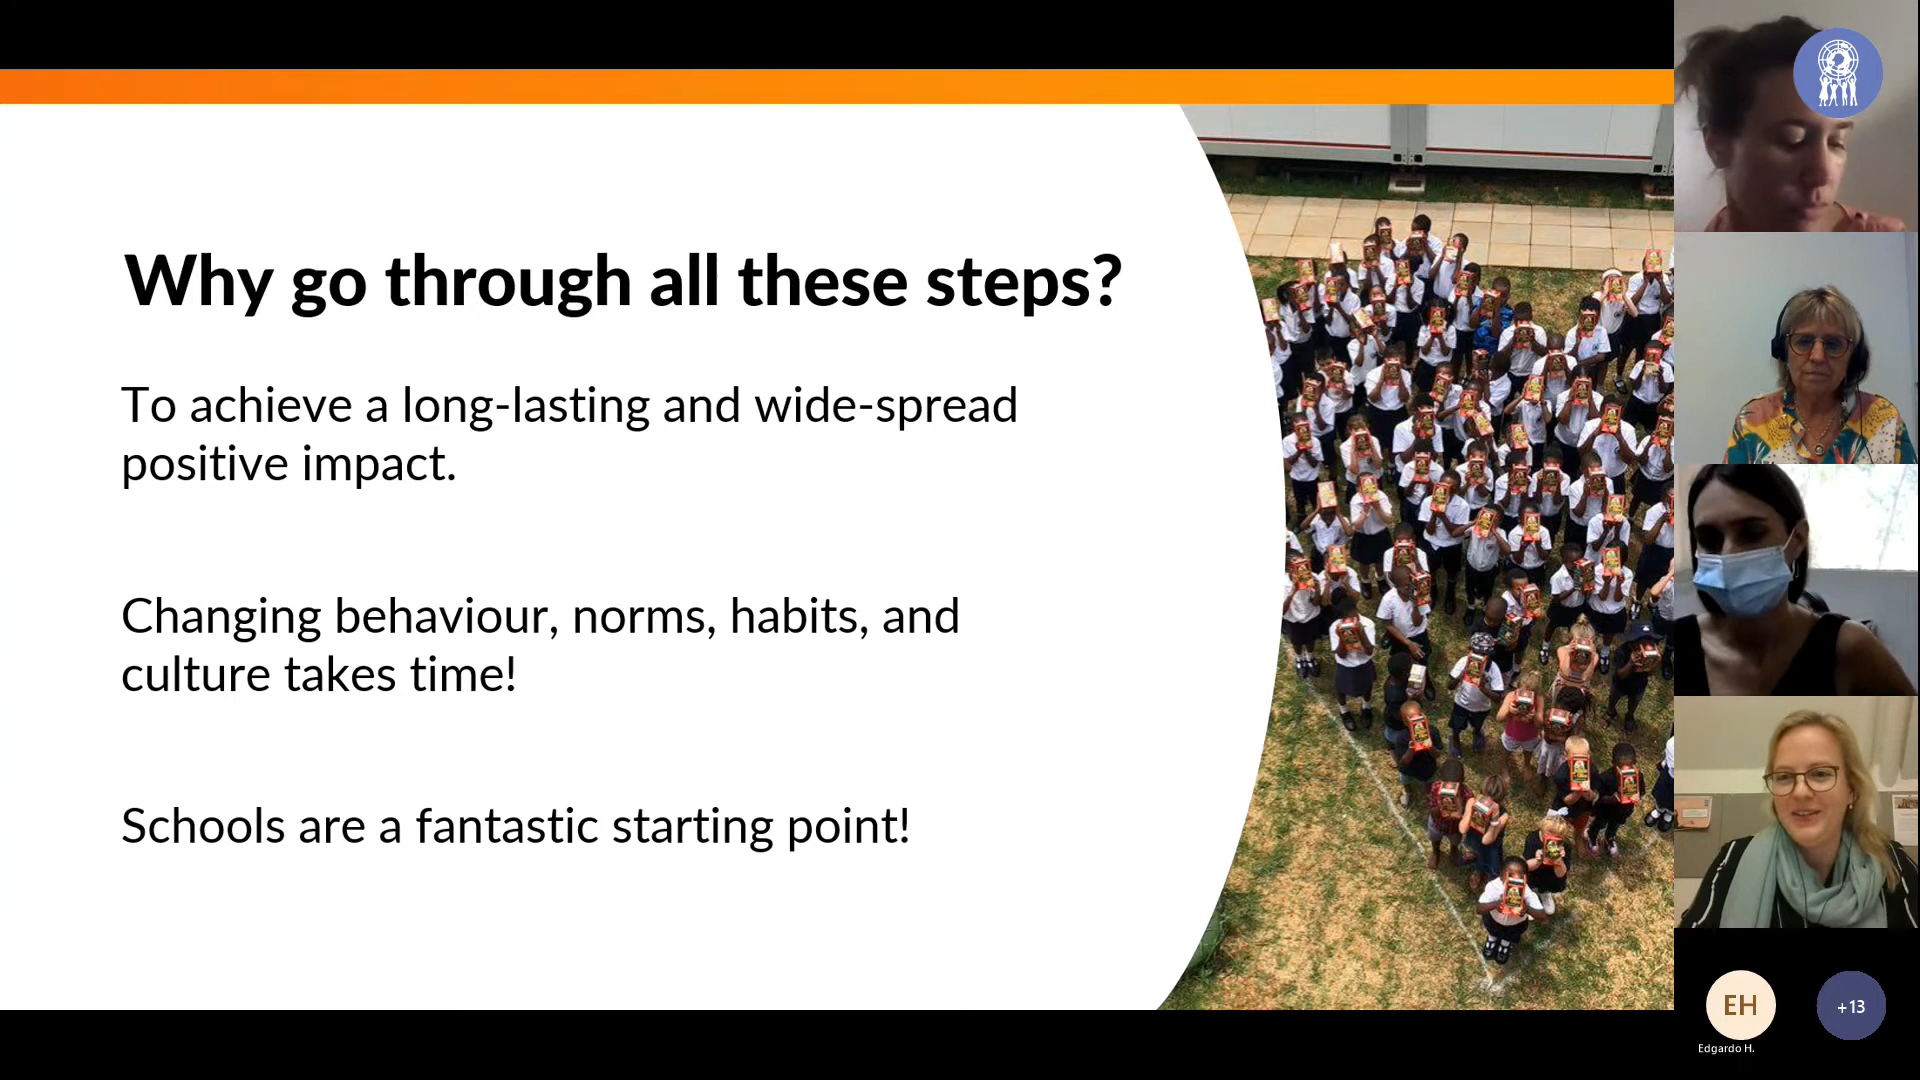 Why go through all these steps?
To achieve a long-lasting and wide-spread
positive impact.
Changing behaviour, norms, habits, and
culture takes time!
Schools are a fantastic starting point!
EH
+13
Edgardo H.